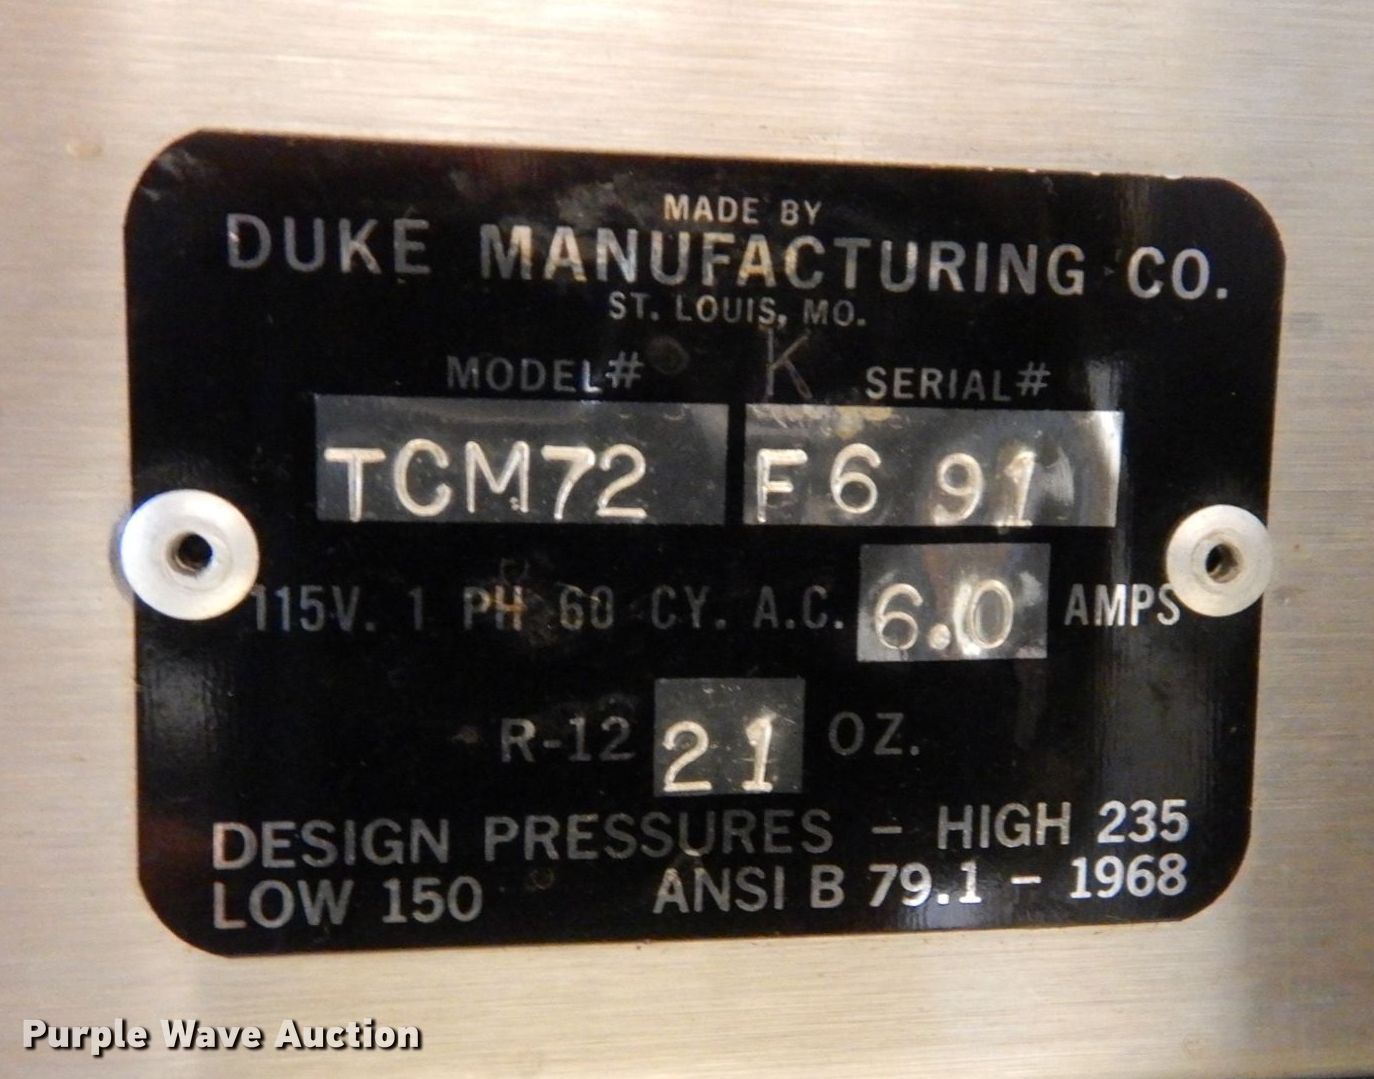 MADE BY
DUKE MANUFACTURING CO.
ST. LOUIS, MO.
K
MODEL# SERIAL#
TCM72 F6 91
115V. 1 PH 60 CY. A.C. 6.0 AMPS
R-12 21 OZ.
DESIGN PRESSURES – HIGH 235
LOW 150 ANSI B 79.1 – 1968
Purple Wave Auction